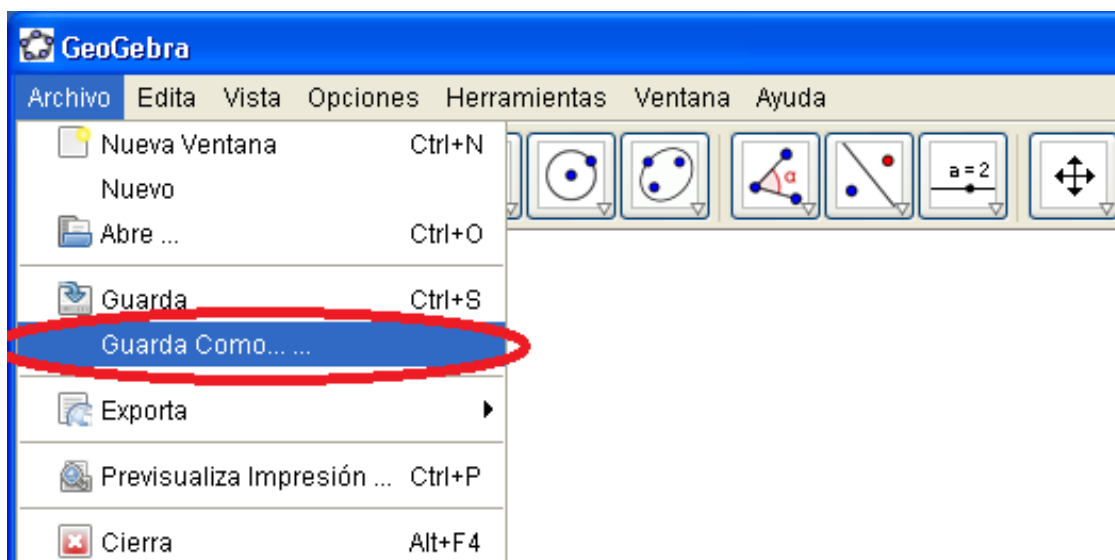 GeoGebra
Archivo Edita Vista Opciones Herramientas Ventana Ayuda
Nueva Ventana Ctrl+N
Nuevo
Abre ... Ctrl+O
Guarda Ctrl+S
Guarda Como... ...
Exporta
Previsualiza Impresión ... Ctrl+P
Cierra Alt+F4
α
a = 2